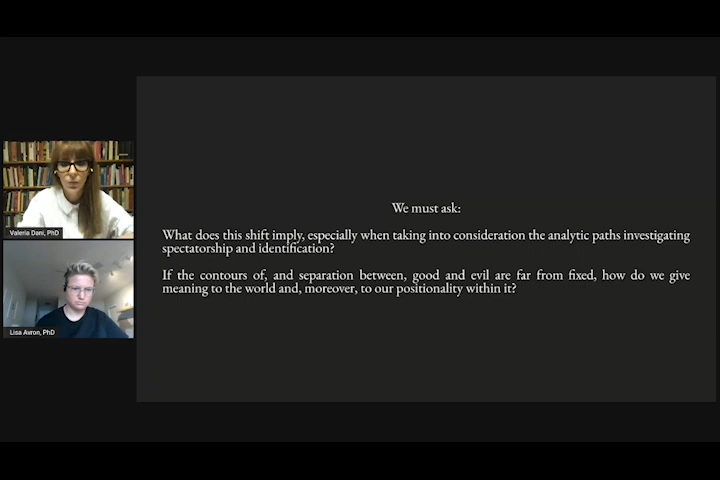 We must ask:
What does this shift imply, especially when taking into consideration the analytic paths investigating
spectatorship and identification?
If the contours of, and separation between, good and evil are far from fixed, how do we give
meaning to the world and, moreover, to our positionality within it?
Valeria Dani, PhD
Lisa Avron, PhD